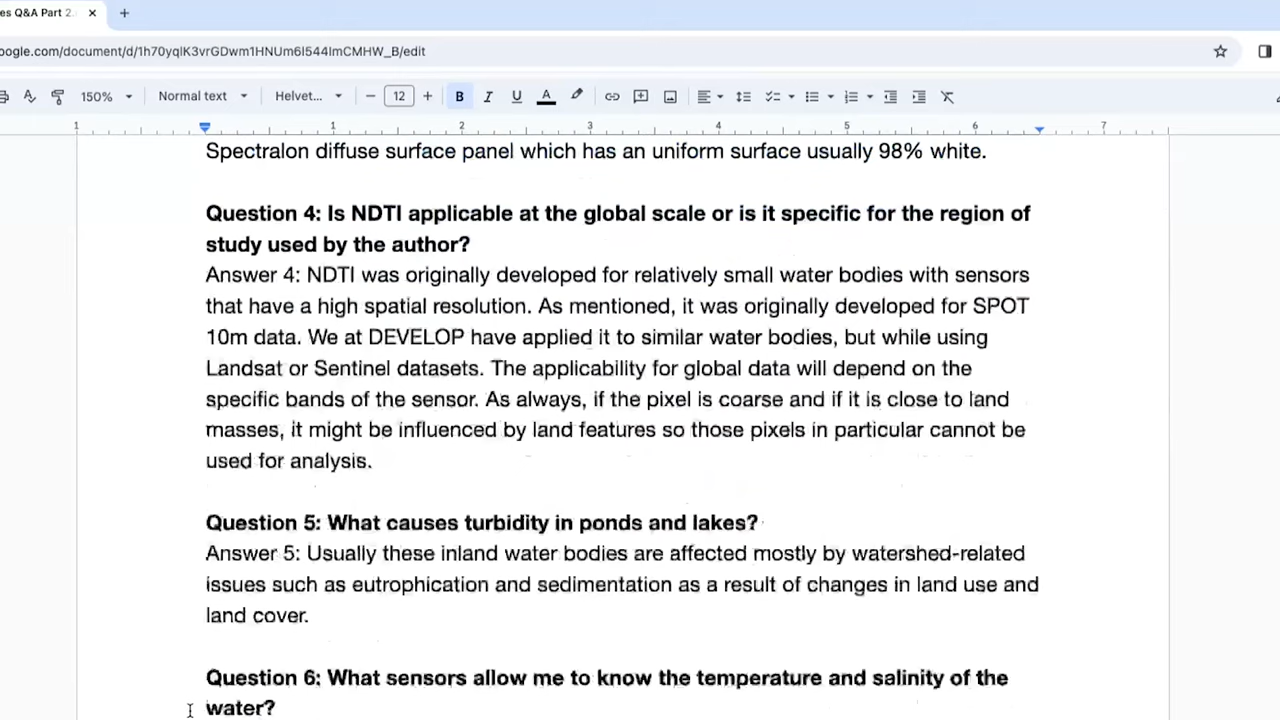 es Q&A Part 2.
oogle.com/document/d/1h70yqlK3vrGDwm1HNUm6I544ImCMHW_B/edit
150% Normal text Helvet... 12 B I U A
1 1 2 3 4 5 6 7
Spectralon diffuse surface panel which has an uniform surface usually 98% white.
Question 4: Is NDTI applicable at the global scale or is it specific for the region of
study used by the author?
Answer 4: NDTI was originally developed for relatively small water bodies with sensors
that have a high spatial resolution. As mentioned, it was originally developed for SPOT
10m data. We at DEVELOP have applied it to similar water bodies, but while using
Landsat or Sentinel datasets. The applicability for global data will depend on the
specific bands of the sensor. As always, if the pixel is coarse and if it is close to land
masses, it might be influenced by land features so those pixels in particular cannot be
used for analysis.
Question 5: What causes turbidity in ponds and lakes?
Answer 5: Usually these inland water bodies are affected mostly by watershed-related
issues such as eutrophication and sedimentation as a result of changes in land use and
land cover.
Question 6: What sensors allow me to know the temperature and salinity of the
water?